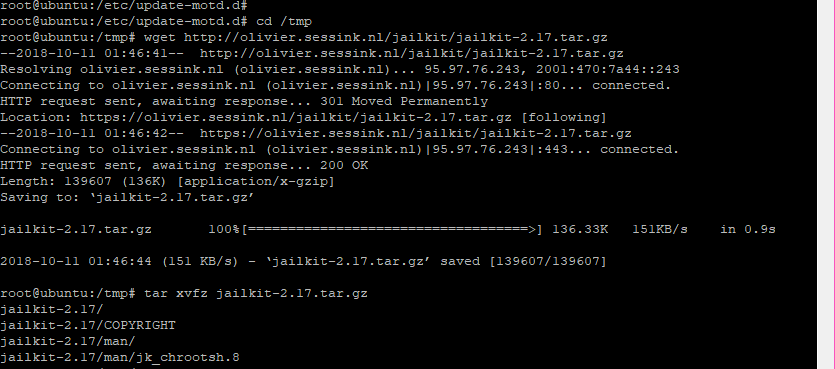 root@ubuntu:/etc/update-motd.d#
root@ubuntu:/etc/update-motd.d# cd /tmp
root@ubuntu:/tmp# wget http://olivier.sessink.nl/jailkit/jailkit-2.17.tar.gz
--2018-10-11 01:46:41--  http://olivier.sessink.nl/jailkit/jailkit-2.17.tar.gz
Resolving olivier.sessink.nl (olivier.sessink.nl)... 95.97.76.243, 2001:470:7a44::243
Connecting to olivier.sessink.nl (olivier.sessink.nl)|95.97.76.243|:80... connected.
HTTP request sent, awaiting response... 301 Moved Permanently
Location: https://olivier.sessink.nl/jailkit/jailkit-2.17.tar.gz [following]
--2018-10-11 01:46:42--  https://olivier.sessink.nl/jailkit/jailkit-2.17.tar.gz
Connecting to olivier.sessink.nl (olivier.sessink.nl)|95.97.76.243|:443... connected.
HTTP request sent, awaiting response... 200 OK
Length: 139607 (136K) [application/x-gzip]
Saving to: ‘jailkit-2.17.tar.gz’
jailkit-2.17.tar.gz       100%[===================================>] 136.33K   151KB/s    in 0.9s
2018-10-11 01:46:44 (151 KB/s) - ‘jailkit-2.17.tar.gz’ saved [139607/139607]
root@ubuntu:/tmp# tar xvfz jailkit-2.17.tar.gz
jailkit-2.17/
jailkit-2.17/COPYRIGHT
jailkit-2.17/man/
jailkit-2.17/man/jk_chrootsh.8